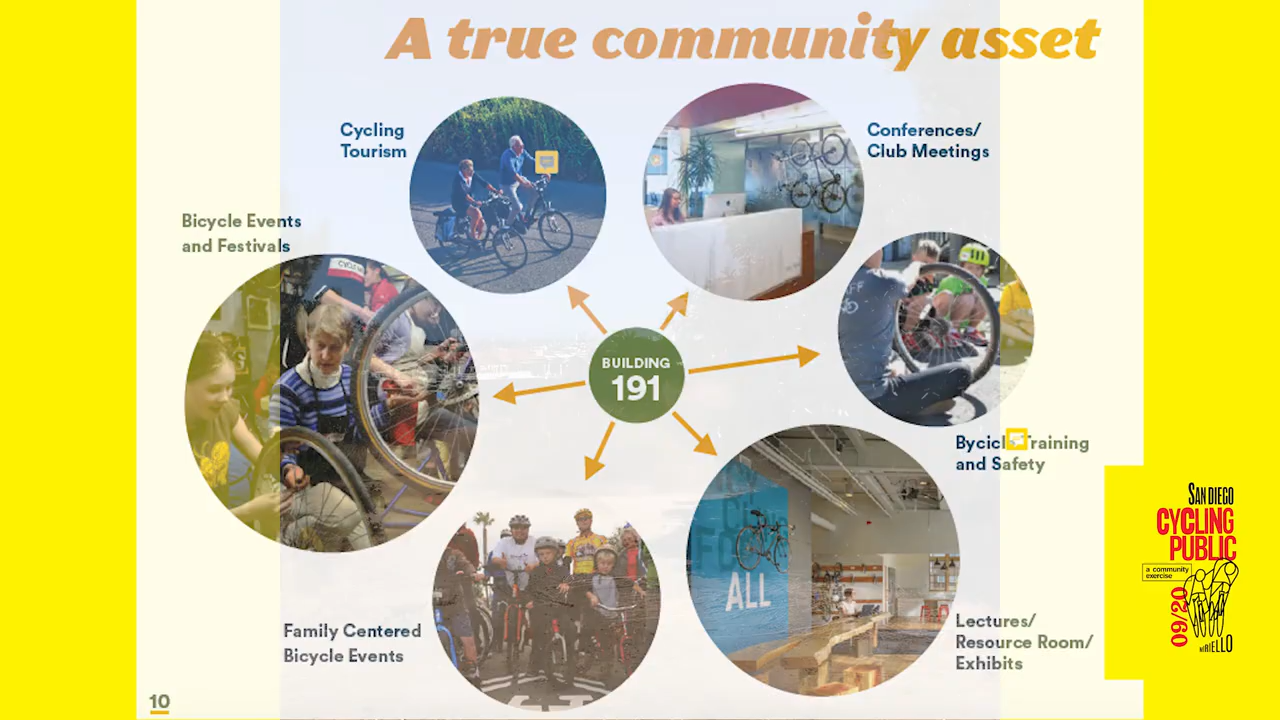 A true community asset
Cycling
Tourism
Conferences/
Club Meetings
Bicycle Events
and Festivals
BUILDING
191
and Safety
ALL
Family Centered
Bicycle Events
Lectures/
Resource Room/
Exhibits
10
SAN DIEGO
CYCLING
PUBLIC
a community
exercise
09/20